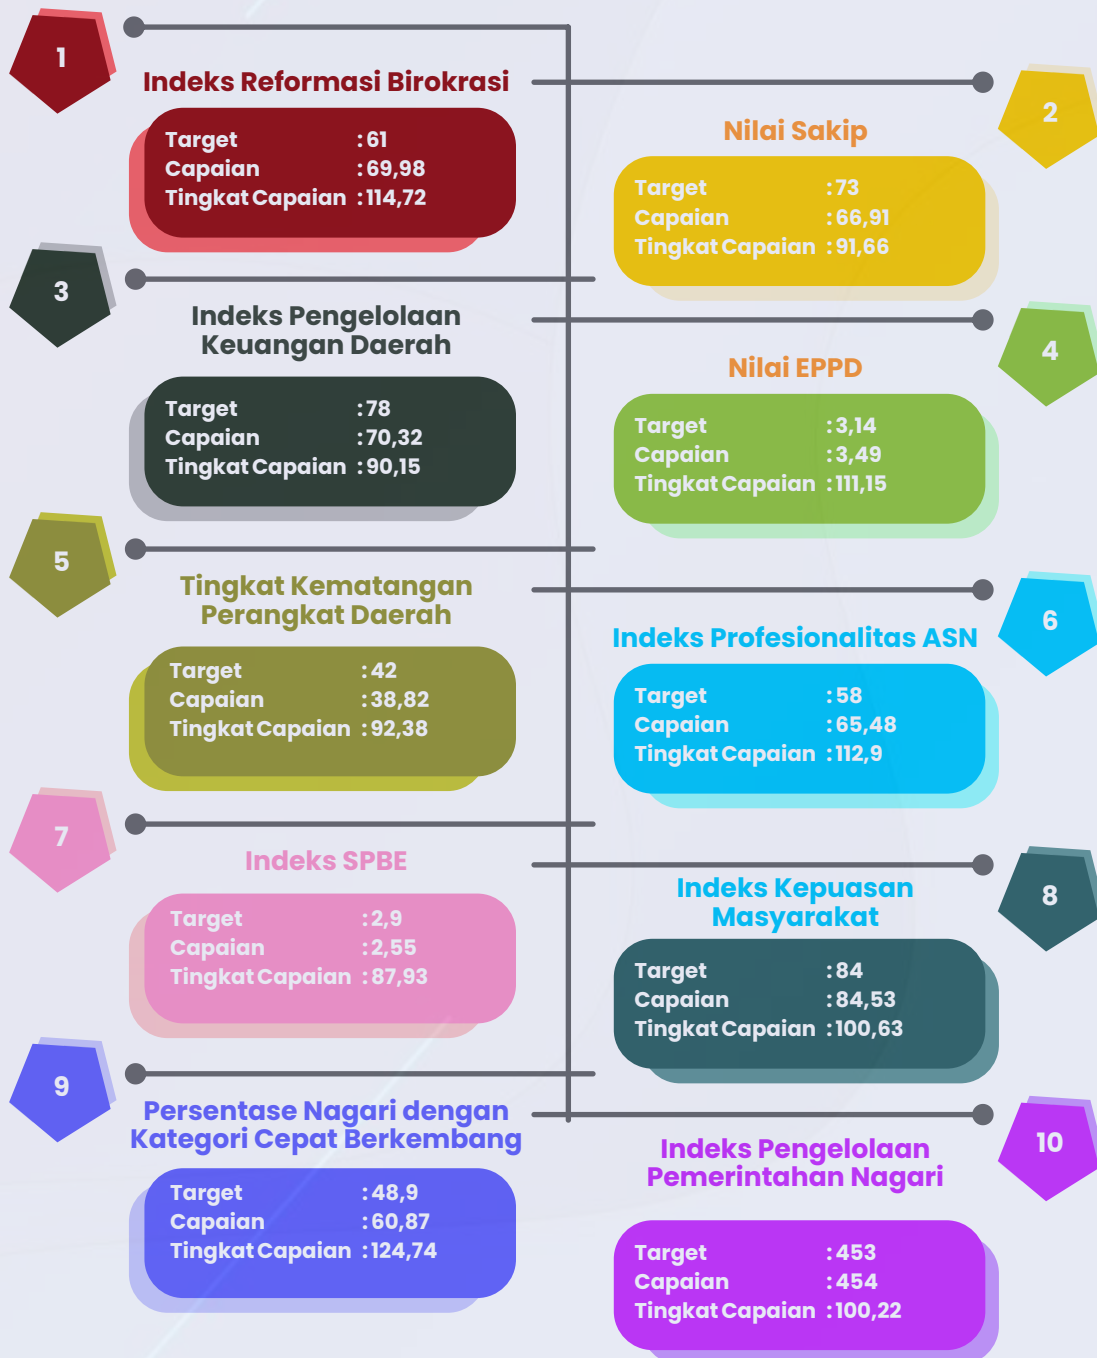 1
Indeks Reformasi Birokrasi
Target : 61
Capaian : 69,98
Tingkat Capaian : 114,72
2
Nilai Sakip
Target : 73
Capaian : 66,91
Tingkat Capaian : 91,66
3
Indeks Pengelolaan
Keuangan Daerah
Target : 78
Capaian : 70,32
Tingkat Capaian : 90,15
4
Nilai EPPD
Target : 3,14
Capaian : 3,49
Tingkat Capaian : 111,15
5
Tingkat Kematangan
Perangkat Daerah
Target : 42
Capaian : 38,82
Tingkat Capaian : 92,38
6
Indeks Profesionalitas ASN
Target : 58
Capaian : 65,48
Tingkat Capaian : 112,9
7
Indeks SPBE
Target : 2,9
Capaian : 2,55
Tingkat Capaian : 87,93
8
Indeks Kepuasan
Masyarakat
Target : 84
Capaian : 84,53
Tingkat Capaian : 100,63
9
Persentase Nagari dengan
Kategori Cepat Berkembang
Target : 48,9
Capaian : 60,87
Tingkat Capaian : 124,74
10
Indeks Pengelolaan
Pemerintahan Nagari
Target : 453
Capaian : 454
Tingkat Capaian : 100,22